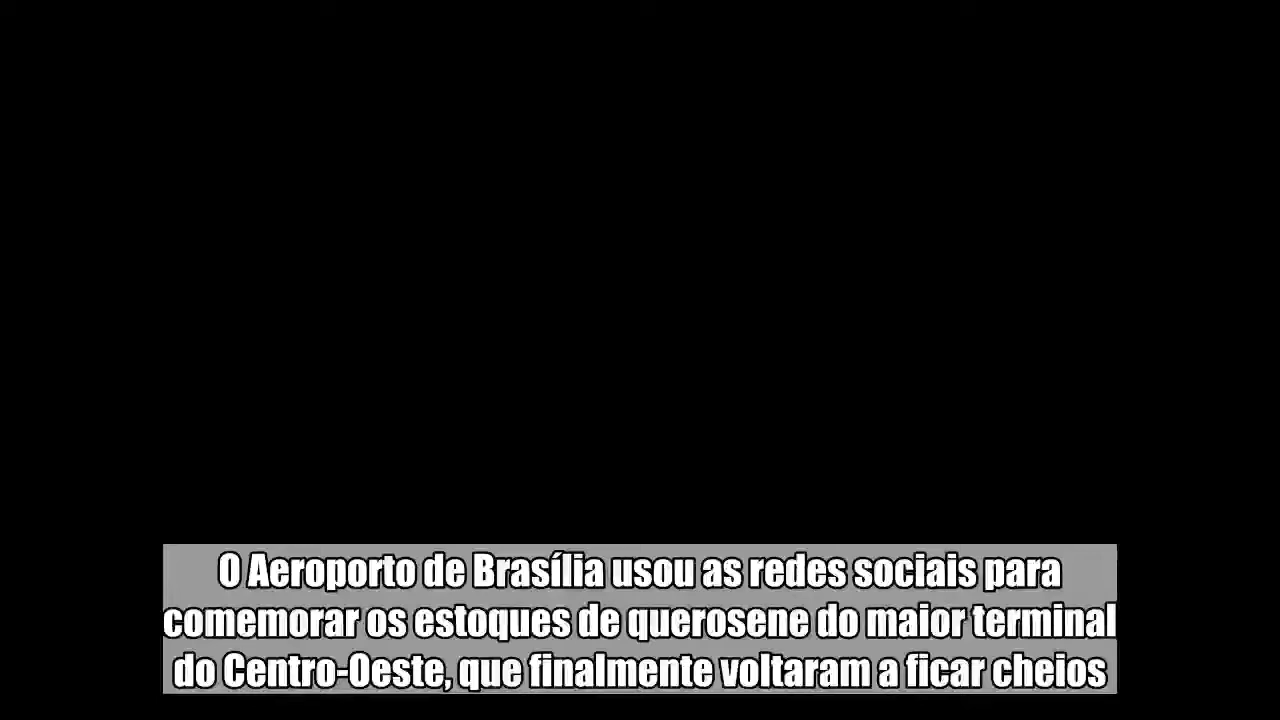 O Aeroporto de Brasília usou as redes sociais para
comemorar os estoques de querosene do maior terminal
do Centro-Oeste, que finalmente voltaram a ficar cheios